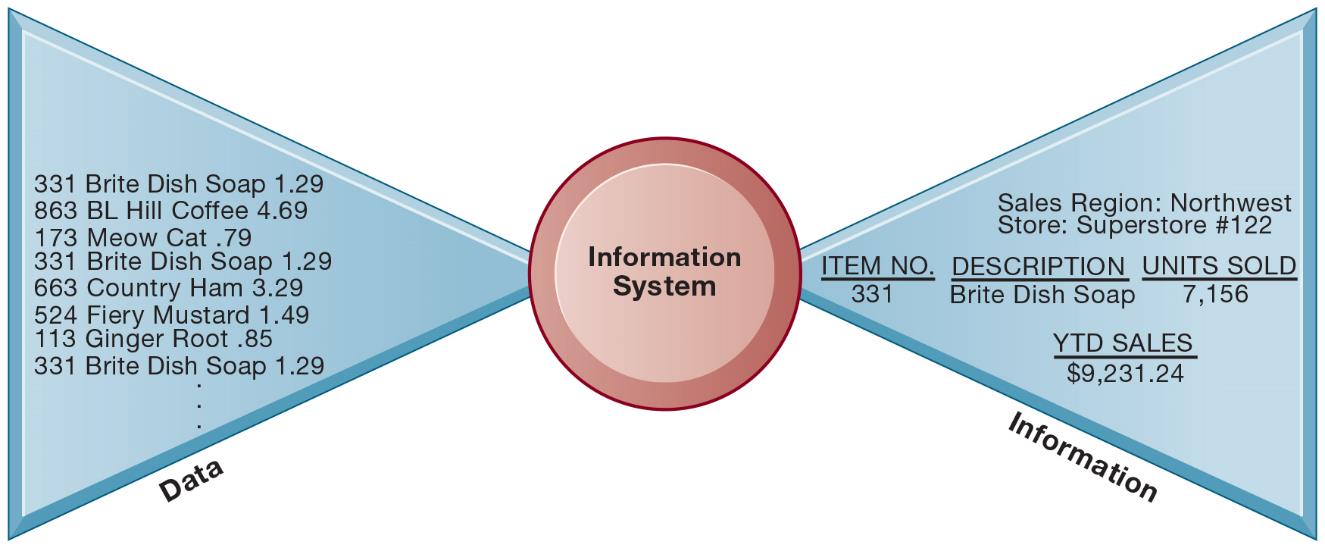 331 Brite Dish Soap 1.29
863 BL Hill Coffee 4.69
173 Meow Cat .79
331 Brite Dish Soap 1.29
663 Country Ham 3.29
524 Fiery Mustard 1.49
113 Ginger Root .85
331 Brite Dish Soap 1.29
.
.
.
Data
Information
System
Sales Region: Northwest
Store: Superstore #122
ITEM NO. DESCRIPTION UNITS SOLD
331 Brite Dish Soap 7,156
YTD SALES
$9,231.24
Information